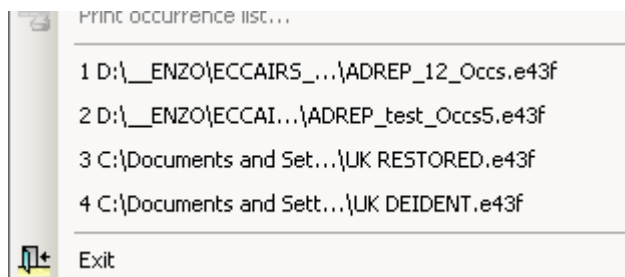 Print occurrence list...
1 D:\__ENZO\ECCAIRS_...\ADREP_12_Occs.e43f
2 D:\__ENZO\ECCAI...\ADREP_test_Occs5.e43f
3 C:\Documents and Set...\UK RESTORED.e43f
4 C:\Documents and Sett...\UK DEIDENT.e43f
Exit